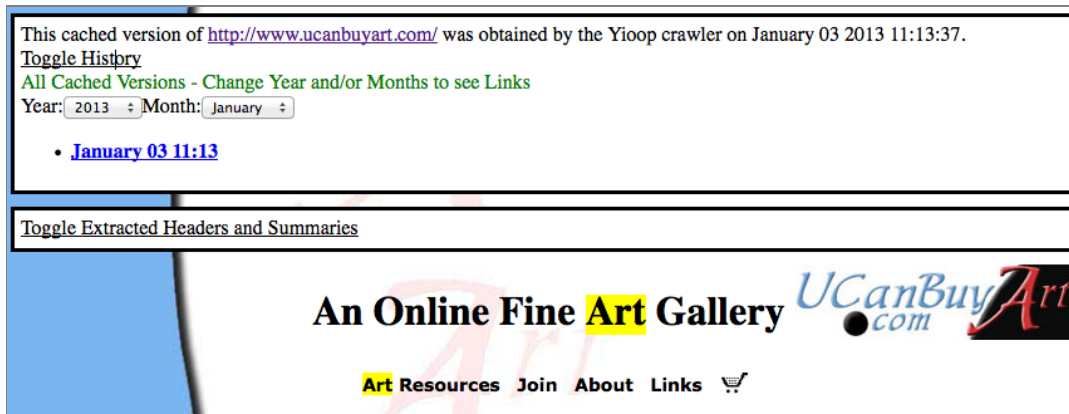 This cached version of http://www.ucanbuyart.com/ was obtained by the Yioop crawler on January 03 2013 11:13:37.
Toggle History
All Cached Versions - Change Year and/or Months to see Links
Year: 2013 Month: January
• January 03 11:13
Toggle Extracted Headers and Summaries
An Online Fine Art Gallery
UCanBuyArt
.com
Art
Art Resources Join About Links